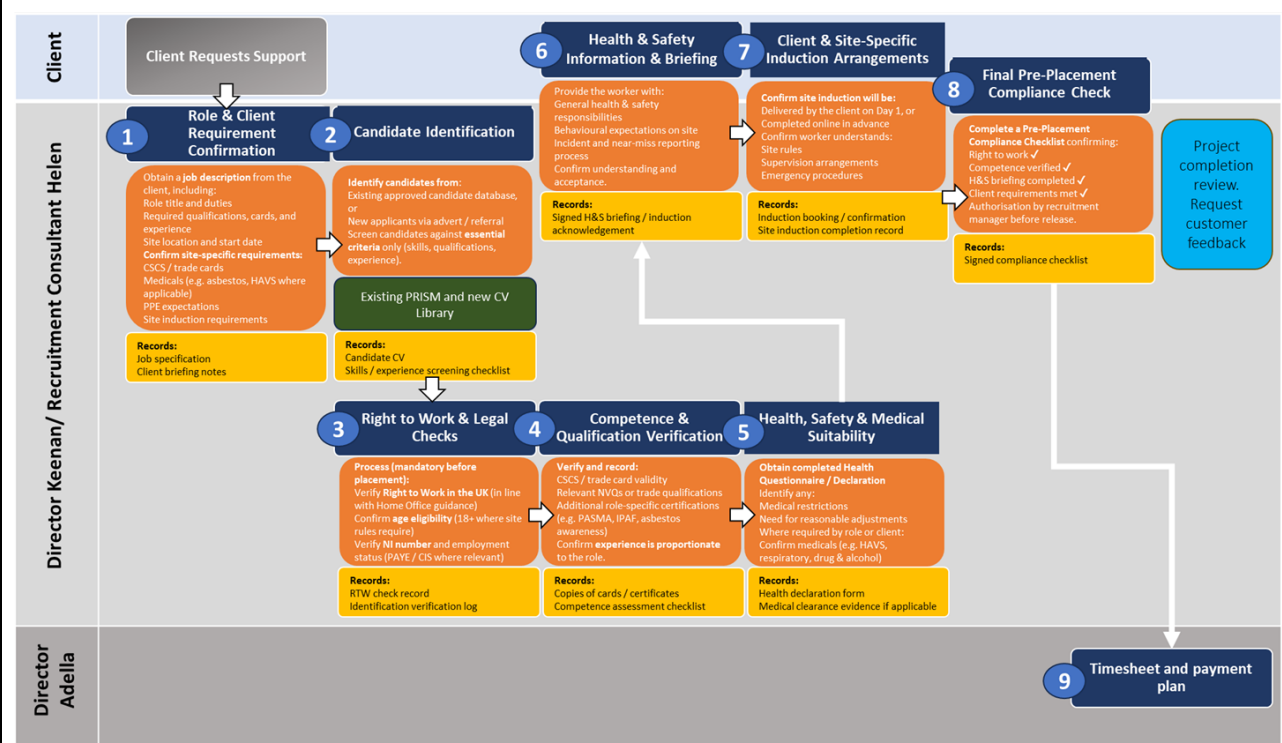 Client
Client Requests Support
6
Health & Safety
Information & Briefing
Provide the worker with:
General health & safety
responsibilities
Behavioural expectations on site
Incident and near-miss reporting
process
Confirm understanding and
acceptance.
Records:
Signed H&S briefing / induction
acknowledgement
7
Client & Site-Specific
Induction Arrangements
Confirm site induction will be:
Delivered by the client on Day 1, or
Completed online in advance
Confirm worker understands:
Site rules
Supervision arrangements
Emergency procedures
Records:
Induction booking / confirmation
Site induction completion record
8
Final Pre-Placement
Compliance Check
Complete a Pre-Placement
Compliance Checklist confirming:
Right to work ✓
Competence verified ✓
H&S briefing completed ✓
Client requirements met ✓
Authorisation by recruitment
manager before release.
Records:
Signed compliance checklist
Project
completion
review.
Request
customer
feedback
Director Keenan/ Recruitment Consultant Helen
1
Role & Client
Requirement
Confirmation
Obtain a job description from the
client, including:
Role title and duties
Required qualifications, cards, and
experience
Site location and start date
Confirm site-specific requirements:
CSCS / trade cards
Medicals (e.g. asbestos, HAVS where
applicable)
PPE expectations
Site induction requirements
Records:
Job specification
Client briefing notes
2
Candidate Identification
Identify candidates from:
Existing approved candidate database,
or
New applicants via advert / referral
Screen candidates against essential
criteria only (skills, qualifications,
experience).
Existing PRISM and new CV
Library
Records:
Candidate CV
Skills / experience screening checklist
3
Right to Work & Legal
Checks
Process (mandatory before
placement):
Verify Right to Work in the UK (in line
with Home Office guidance)
Confirm age eligibility (18+ where site
rules require)
Verify NI number and employment
status (PAYE / CIS where relevant)
Records:
RTW check record
Identification verification log
4
Competence &
Qualification Verification
Verify and record:
CSCS / trade card validity
Relevant NVQs or trade qualifications
Additional role-specific certifications
(e.g. PASMA, IPAF, asbestos
awareness)
Confirm experience is proportionate
to the role.
Records:
Copies of cards / certificates
Competence assessment checklist
5
Health, Safety & Medical
Suitability
Obtain completed Health
Questionnaire / Declaration
Identify any:
Medical restrictions
Need for reasonable adjustments
Where required by role or client:
Confirm medicals (e.g. HAVS,
respiratory, drug & alcohol)
Records:
Health declaration form
Medical clearance evidence if applicable
Director
Adella
9
Timesheet and payment
plan